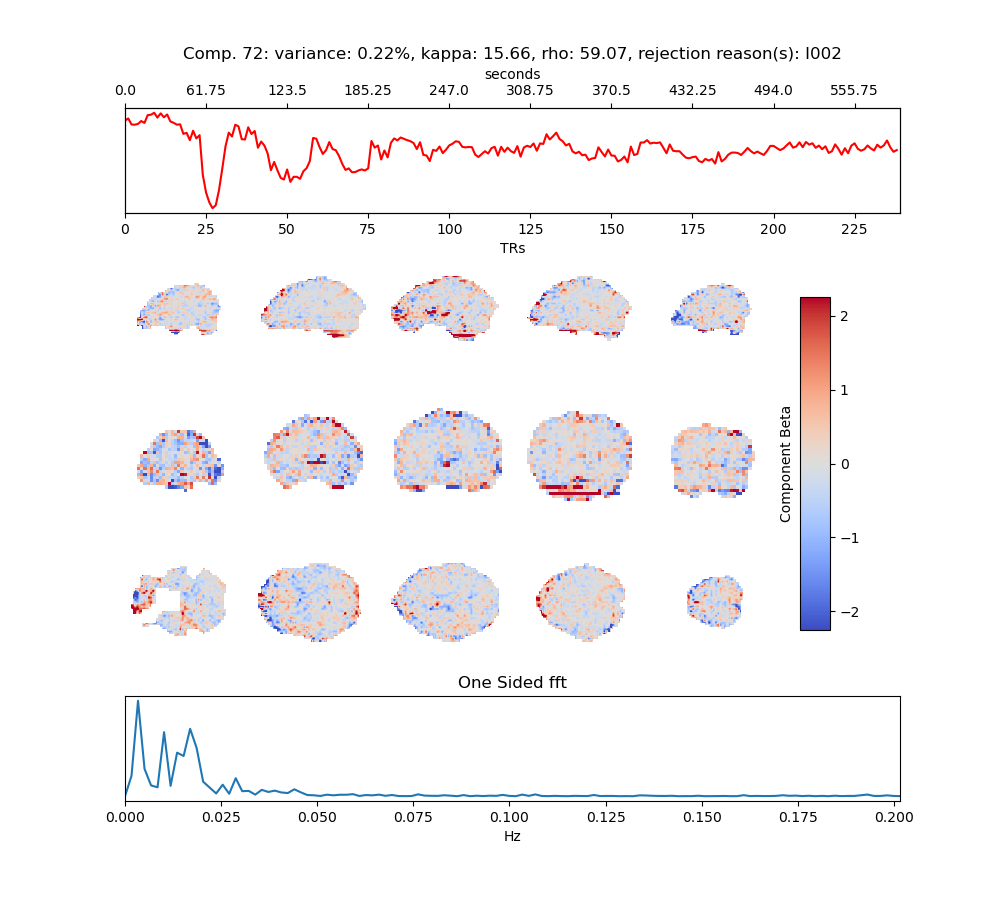 Comp. 72: variance: 0.22%, kappa: 15.66, rho: 59.07, rejection reason(s): I002
seconds
0.0 61.75 123.5 185.25 247.0 308.75 370.5 432.25 494.0 555.75
0 25 50 75 100 125 150 175 200 225
TRs
2
1
0
−1
−2
Component Beta
One Sided fft
0.000 0.025 0.050 0.075 0.100 0.125 0.150 0.175 0.200
Hz